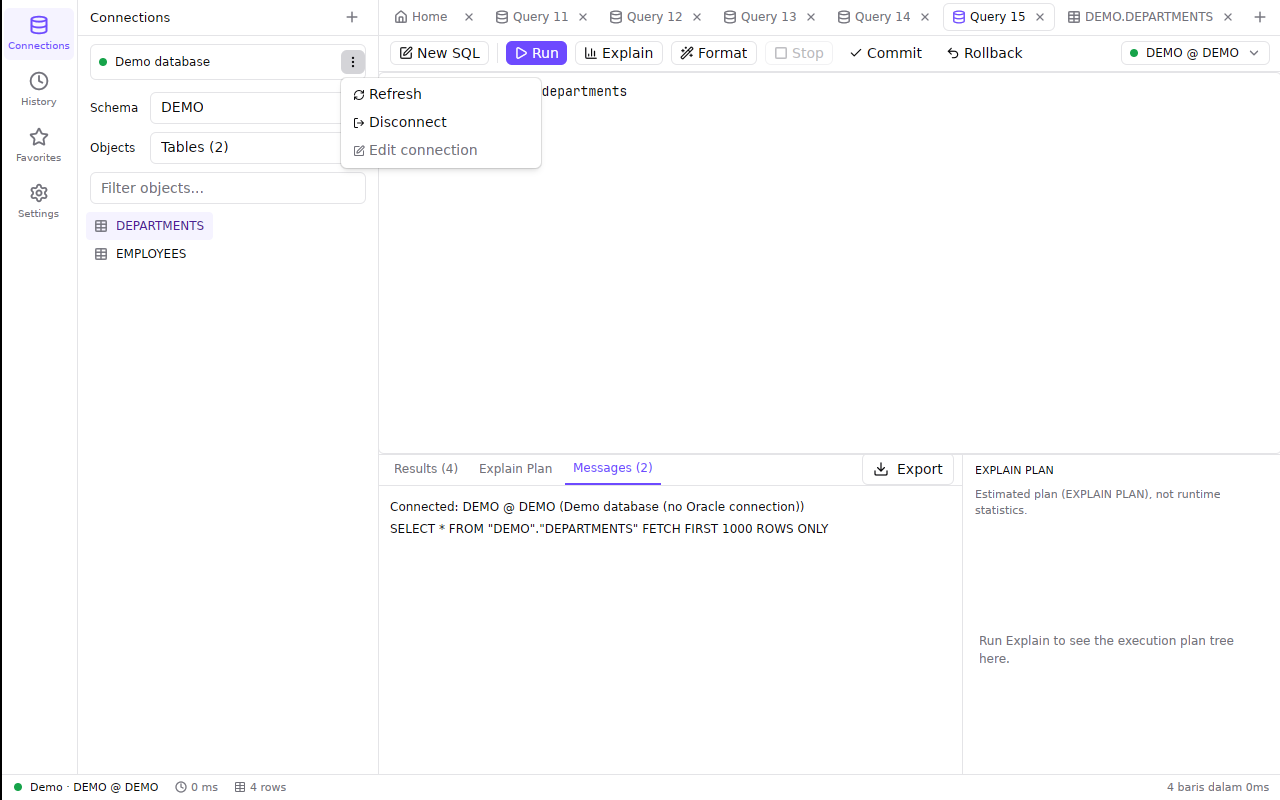 Connections
History
Favorites
Settings
Connections
Demo database
Schema
DEMO
Objects
Tables (2)
Filter objects...
DEPARTMENTS
EMPLOYEES
Refresh
Disconnect
Edit connection
Home
Query 11
Query 12
Query 13
Query 14
Query 15
DEMO.DEPARTMENTS
New SQL
Run
Explain
Format
Stop
Commit
Rollback
DEMO @ DEMO
departments
Results (4)
Explain Plan
Messages (2)
Export
Connected: DEMO @ DEMO (Demo database (no Oracle connection))
SELECT * FROM "DEMO"."DEPARTMENTS" FETCH FIRST 1000 ROWS ONLY
EXPLAIN PLAN
Estimated plan (EXPLAIN PLAN), not runtime
statistics.
Run Explain to see the execution plan tree
here.
Demo · DEMO @ DEMO
0 ms
4 rows
4 baris dalam 0ms